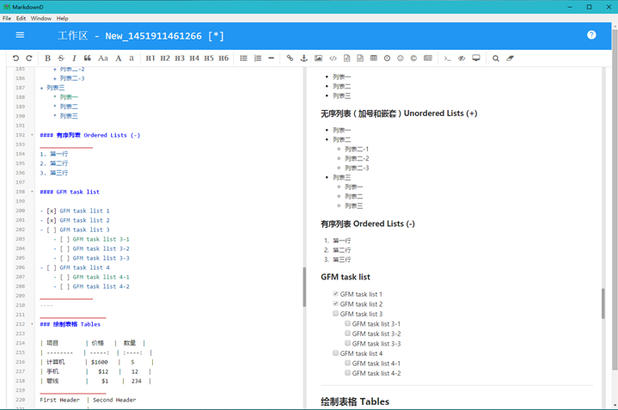 MarkdownD
File Edit Window Help
工作区 - New_1451911461266 [*]
B S I Aa A a H1 H2 H3 H4 H5 H6
185 + 列表二-2
186 + 列表二-3
187 + 列表三
188 * 列表一
189 * 列表二
190 * 列表三
191
192 #### 有序列表 Ordered Lists (-)
193
194 1. 第一行
195 2. 第二行
196 3. 第三行
197
198 #### GFM task list
199
200 - [x] GFM task list 1
201 - [x] GFM task list 2
202 - [ ] GFM task list 3
203 - [ ] GFM task list 3-1
204 - [ ] GFM task list 3-2
205 - [ ] GFM task list 3-3
206 - [ ] GFM task list 4
207 - [ ] GFM task list 4-1
208 - [ ] GFM task list 4-2
209
210 ----
211
212 ### 绘制表格 Tables
213
214 | 项目 | 价格 | 数量 |
215 | -------- | -----: | :----: |
216 | 计算机 | $1600 | 5 |
217 | 手机 | $12 | 12 |
218 | 管线 | $1 | 234 |
219
220 First Header | Second Header
列表一
列表二
列表三
无序列表（加号和嵌套）Unordered Lists (+)
列表一
列表二
列表二-1
列表二-2
列表二-3
列表三
列表一
列表二
列表三
有序列表 Ordered Lists (-)
1. 第一行
2. 第二行
3. 第三行
GFM task list
GFM task list 1
GFM task list 2
GFM task list 3
GFM task list 3-1
GFM task list 3-2
GFM task list 3-3
GFM task list 4
GFM task list 4-1
GFM task list 4-2
绘制表格 Tables